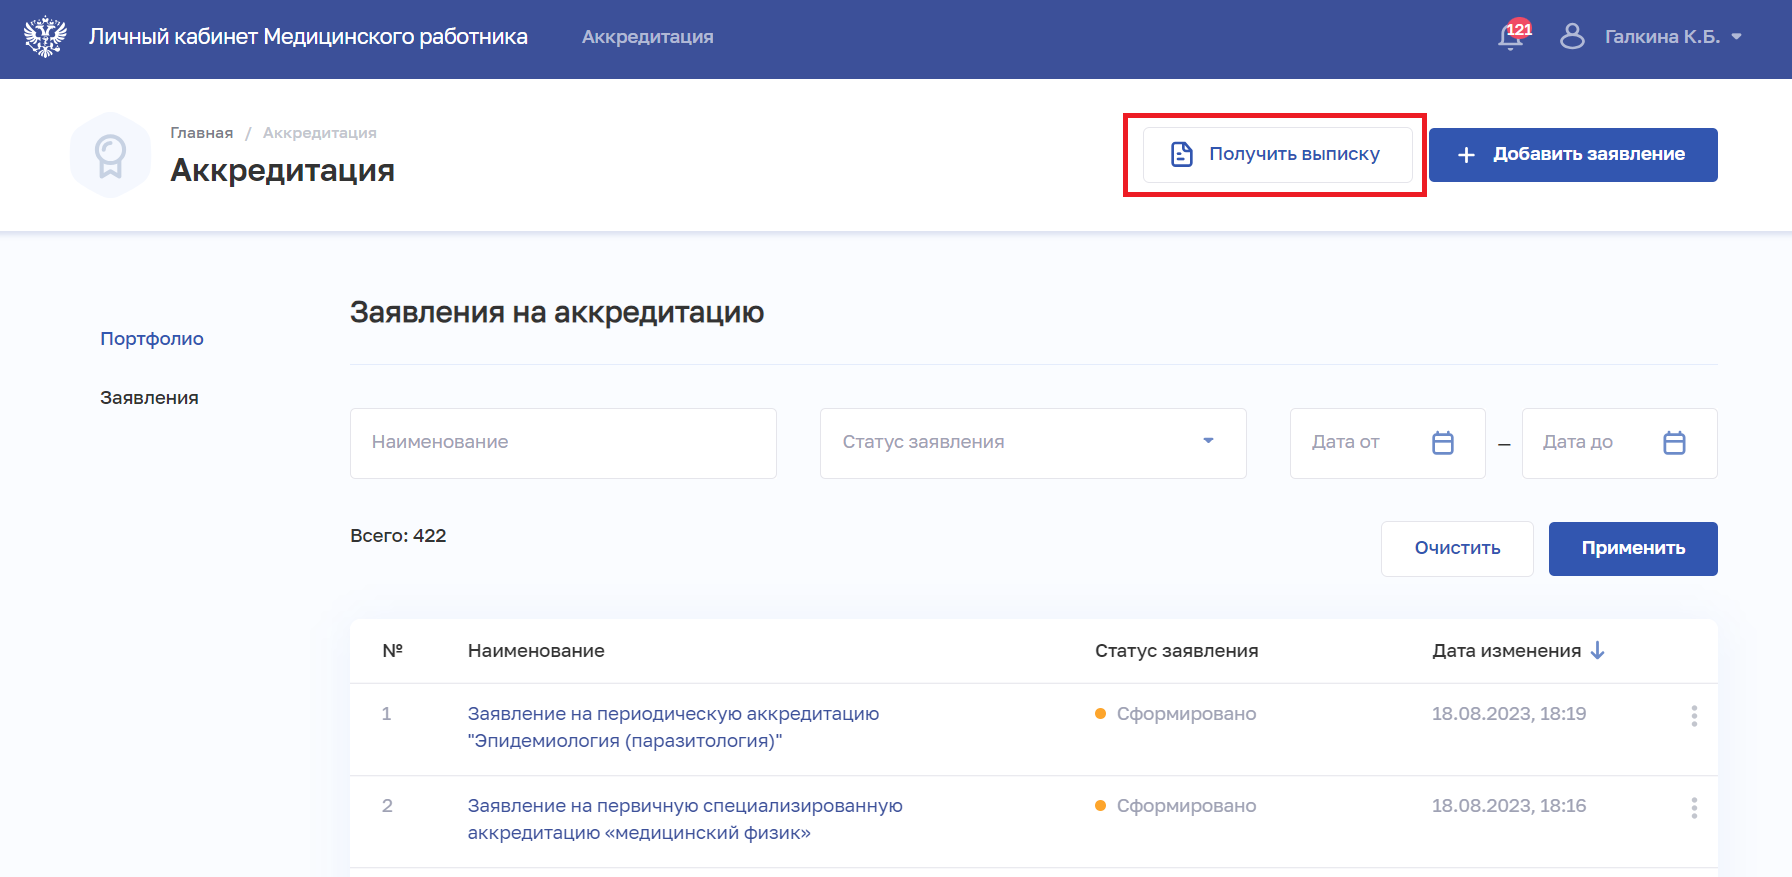 Личный кабинет Медицинского работника
Аккредитация
121
Галкина К.Б.
Главная / Аккредитация
Аккредитация
Получить выписку
Добавить заявление
Портфолио
Заявления
Заявления на аккредитацию
Наименование
Статус заявления
Дата от
–
Дата до
Всего: 422
Очистить
Применить
№ Наименование Статус заявления Дата изменения
1 Заявление на периодическую аккредитацию Сформировано 18.08.2023, 18:19
"Эпидемиология (паразитология)"
2 Заявление на первичную специализированную Сформировано 18.08.2023, 18:16
аккредитацию «медицинский физик»